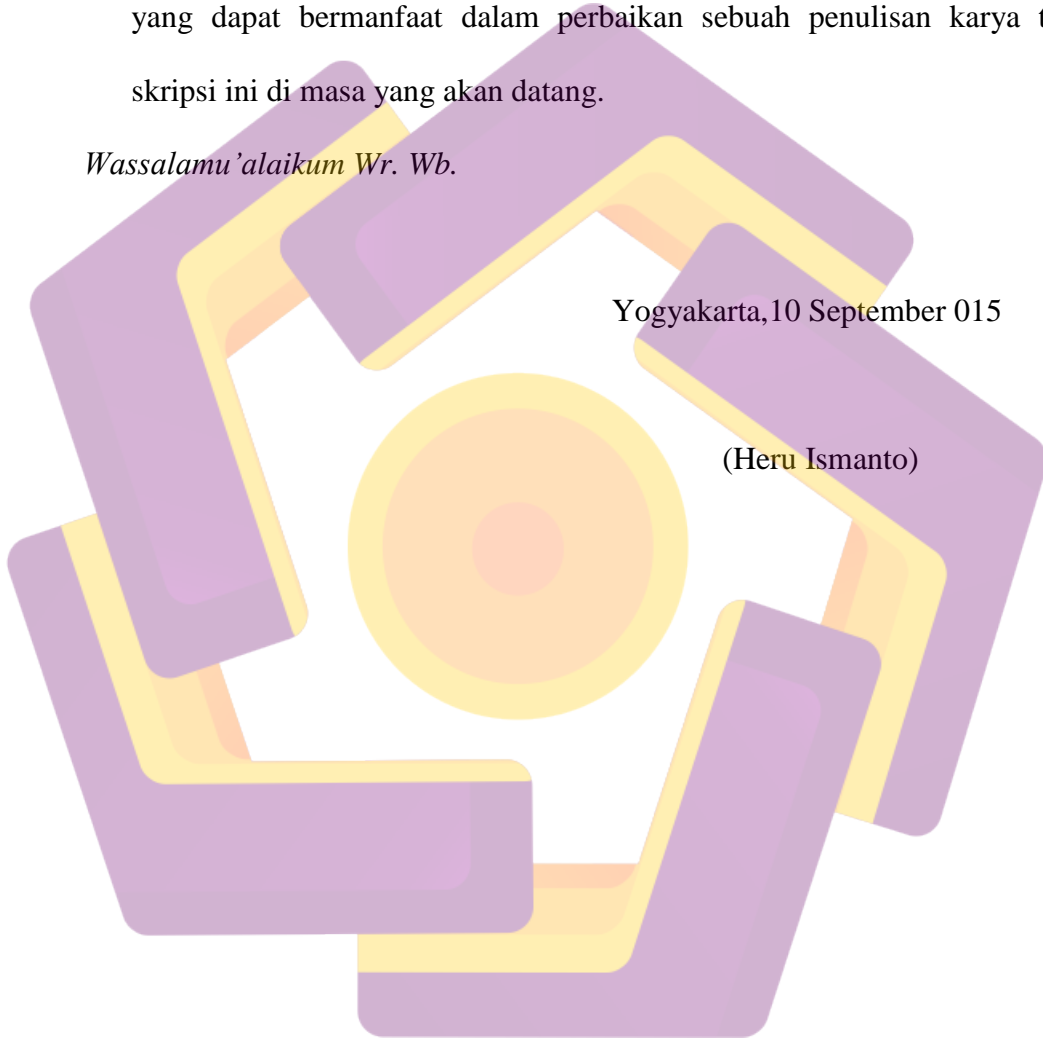 yang dapat bermanfaat dalam perbaikan sebuah penulisan karya
skripsi ini di masa yang akan datang.
Wassalamu’alaikum Wr. Wb.
Yogyakarta,10 September 015
(Heru Ismanto)